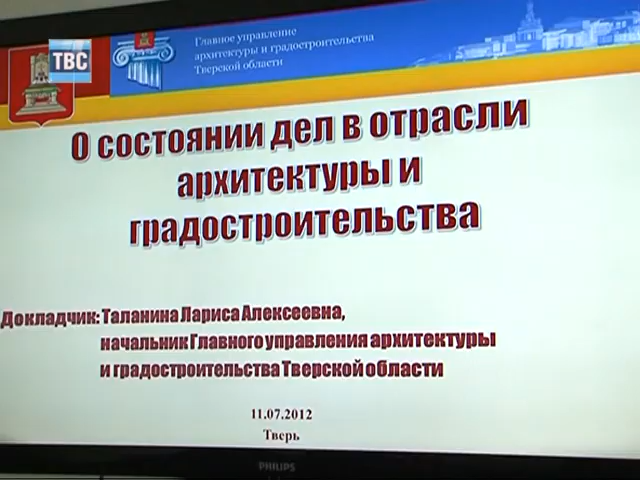 ТВС
Главное управление
архитектуры и градостроительства
Тверской области
О состоянии дел в отрасли
архитектуры и
градостроительства
Докладчик: Таланина Лариса Алексеевна,
начальник Главного управления архитектуры
и градостроительства Тверской области
11.07.2012
Тверь
PHILIPS